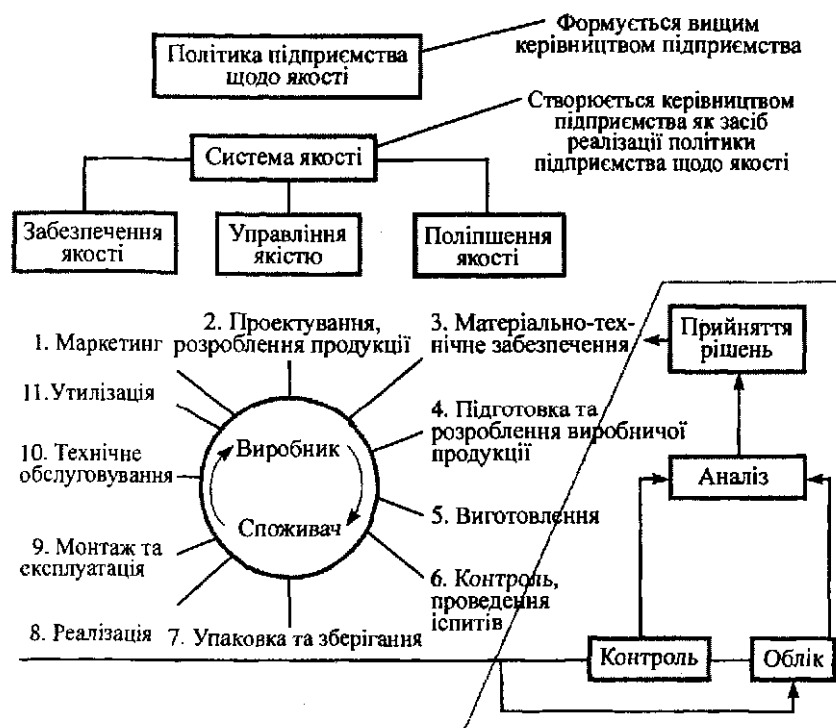 Політика підприємства
щодо якості
Формується вищим
керівництвом підприємства
Система якості
Створюється керівництвом
підприємства як засіб
реалізації політики
підприємства щодо якості
Забезпечення
якості
Управління
якістю
Поліпшення
якості
1. Маркетинг
2. Проектування,
розроблення продукції
3. Матеріально-тех-
нічне забезпечення
4. Підготовка та
розроблення виробничої
продукції
5. Виготовлення
6. Контроль,
проведення
іспитів
7. Упаковка та зберігання
8. Реалізація
9. Монтаж та
експлуатація
10. Технічне
обслуговування
11.Утилізація
Виробник
Споживач
Прийняття
рішень
Аналіз
Контроль
Облік